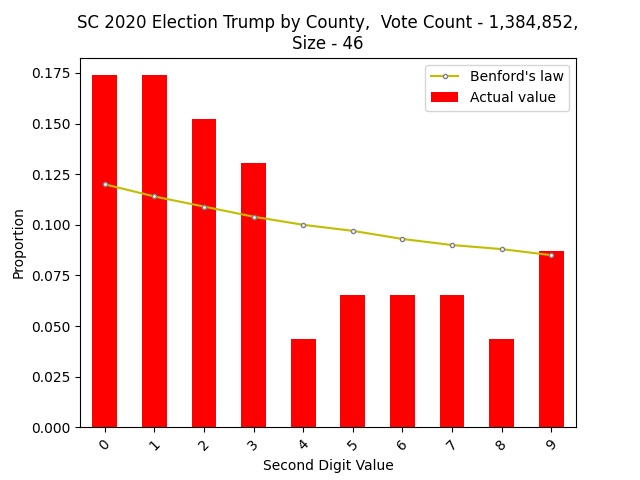 SC 2020 Election Trump by County,  Vote Count - 1,384,852,
Size - 46
Benford's law
Actual value
0.175
0.150
0.125
0.100
0.075
0.050
0.025
0.000
Proportion
0 1 2 3 4 5 6 7 8 9
Second Digit Value